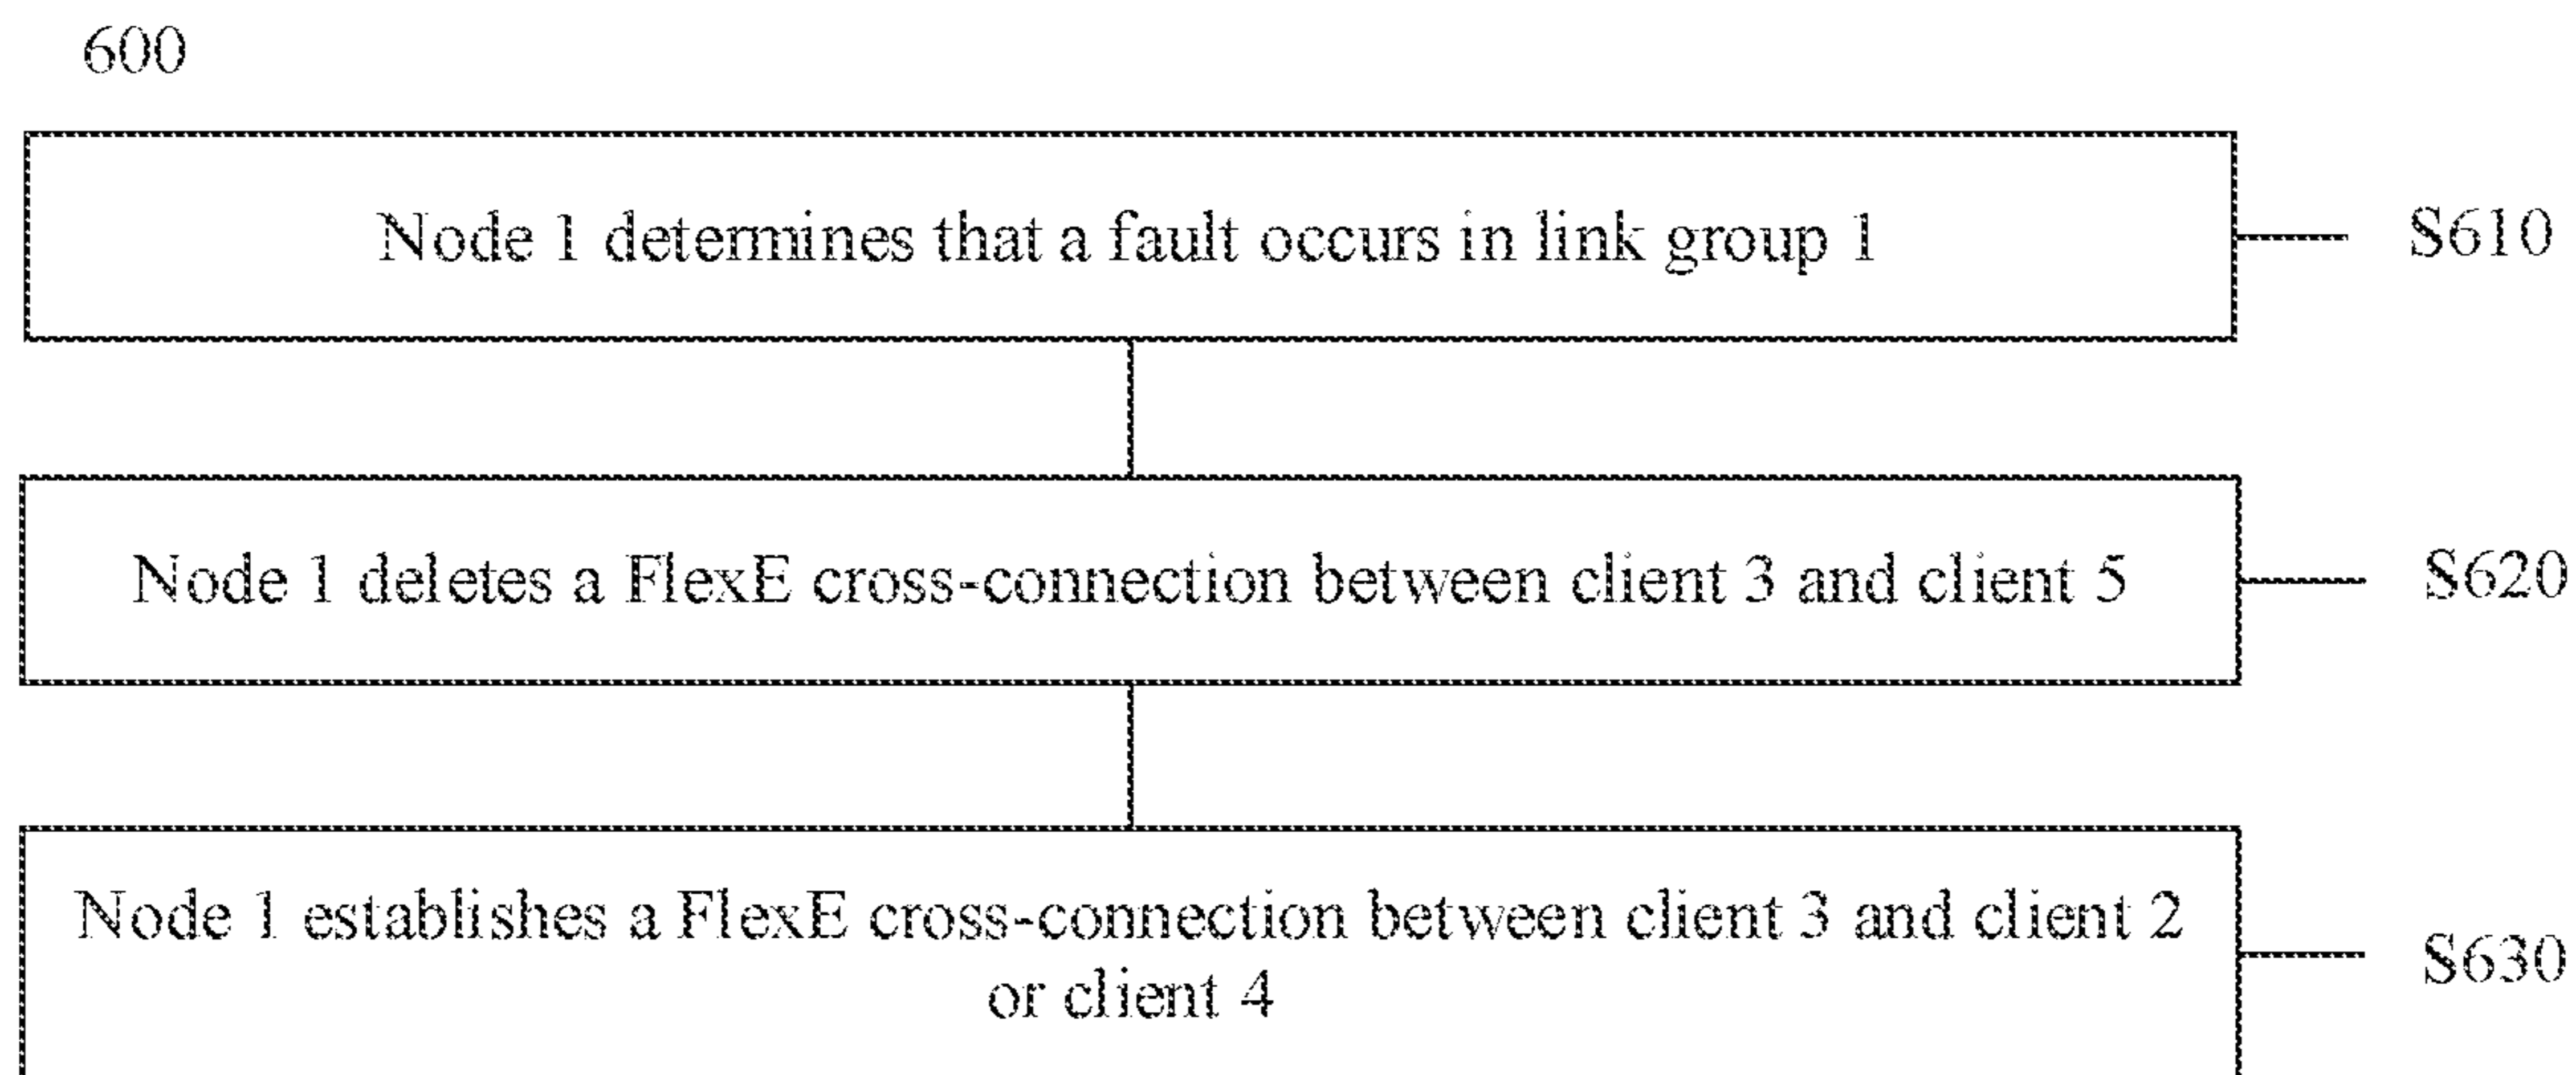 600
Node 1 determines that a fault occurs in link group 1
S610
Node 1 deletes a FlexE cross-connection between client 3 and client 5
S620
Node 1 establishes a FlexE cross-connection between client 3 and client 2
or client 4
S630